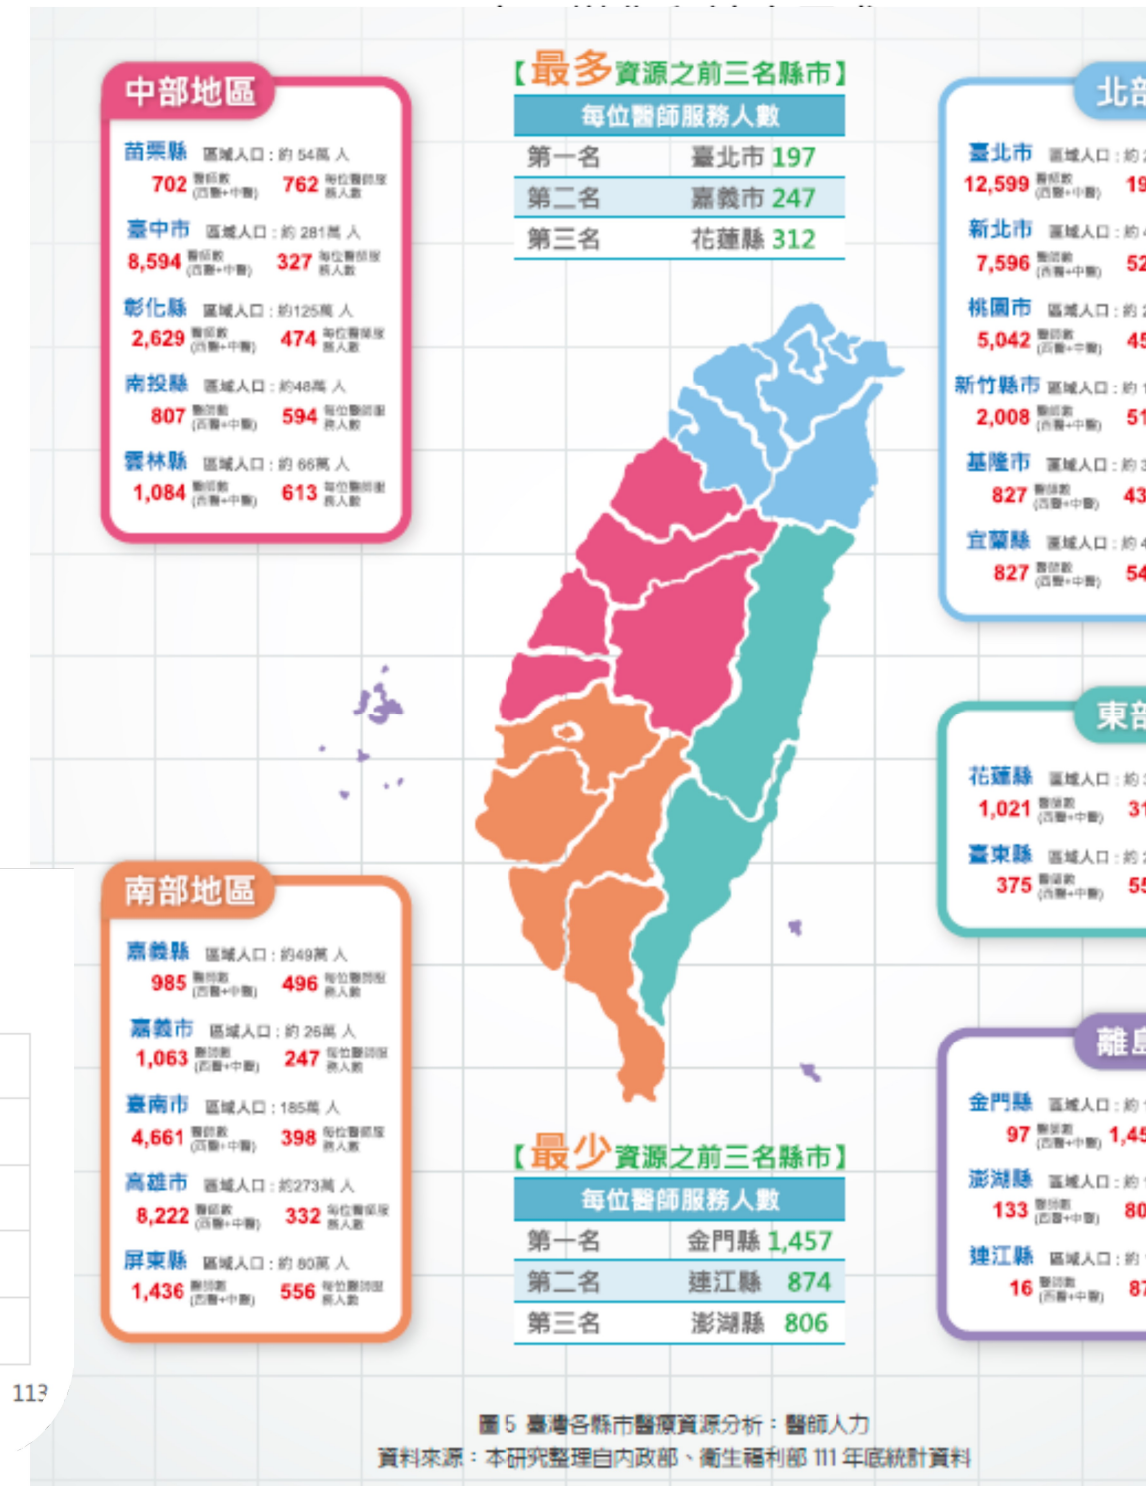 中部地區
苗栗縣 區域人口：約 54萬 人
702 醫師數(西醫+中醫) 762 每位醫師服務人數
臺中市 區域人口：約 281萬 人
8,594 醫師數(西醫+中醫) 327 每位醫師服務人數
彰化縣 區域人口：約125萬 人
2,629 醫師數(西醫+中醫) 474 每位醫師服務人數
南投縣 區域人口：約48萬 人
807 醫師數(西醫+中醫) 594 每位醫師服務人數
雲林縣 區域人口：約 66萬 人
1,084 醫師數(西醫+中醫) 613 每位醫師服務人數
【最多資源之前三名縣市】
每位醫師服務人數
第一名 臺北市 197
第二名 嘉義市 247
第三名 花蓮縣 312
北部
臺北市 區域人口：約 2
12,599 醫師數(西醫+中醫) 19
新北市 區域人口：約 4
7,596 醫師數(西醫+中醫) 52
桃園市 區域人口：約 2
5,042 醫師數(西醫+中醫) 45
新竹縣市 區域人口：約 1
2,008 醫師數(西醫+中醫) 51
基隆市 區域人口：約 3
827 醫師數(西醫+中醫) 43
宜蘭縣 區域人口：約 4
827 醫師數(西醫+中醫) 54
東部
花蓮縣 區域人口：約
1,021 醫師數(西醫+中醫) 31
臺東縣 區域人口：約 2
375 醫師數(西醫+中醫) 55
南部地區
嘉義縣 區域人口：約49萬 人
985 醫師數(西醫+中醫) 496 每位醫師服務人數
嘉義市 區域人口：約 26萬 人
1,063 醫師數(西醫+中醫) 247 每位醫師服務人數
臺南市 區域人口：185萬 人
4,661 醫師數(西醫+中醫) 398 每位醫師服務人數
高雄市 區域人口：約273萬 人
8,222 醫師數(西醫+中醫) 332 每位醫師服務人數
屏東縣 區域人口：約 80萬 人
1,436 醫師數(西醫+中醫) 556 每位醫師服務人數
【最少資源之前三名縣市】
每位醫師服務人數
第一名 金門縣 1,457
第二名 連江縣 874
第三名 澎湖縣 806
離島
金門縣 區域人口：約
97 醫師數(西醫+中醫) 1,45
澎湖縣 區域人口：約
133 醫師數(西醫+中醫) 80
連江縣 區域人口：約
16 醫師數(西醫+中醫) 87
113
圖 5 臺灣各縣市醫療資源分析：醫師人力
資料來源：本研究整理自內政部、衛生福利部 111 年底統計資料